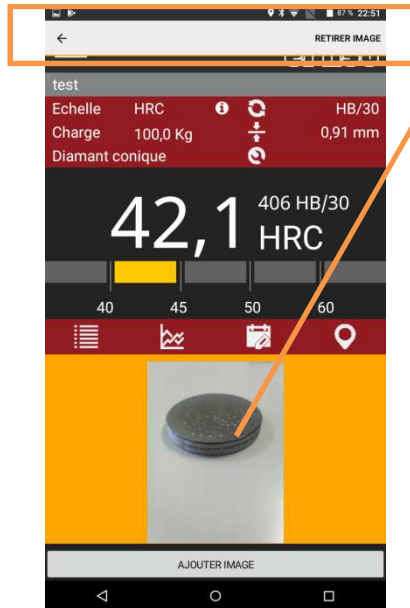 87% 22:51
← RETIRER IMAGE
test
Echelle HRC HB/30
Charge 100,0 Kg 0,91 mm
Diamant conique
42,1 406 HB/30
HRC
40 45 50 60
AJOUTER IMAGE